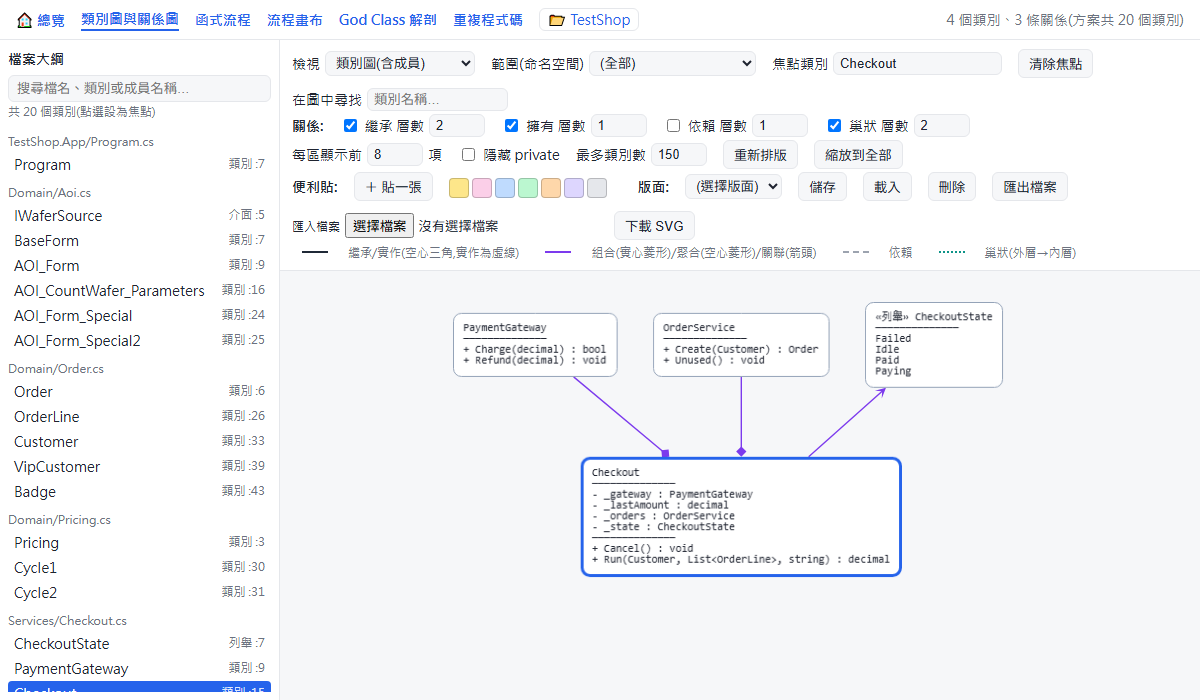 總覽 類別圖與關係圖 函式流程 流程畫布 God Class 解剖 重複程式碼 TestShop 4 個類別、3 條關係(方案共 20 個類別)
檔案大綱
搜尋檔名、類別或成員名稱...
共 20 個類別(點選設為焦點)
TestShop.App/Program.cs
Program 類別 :7
Domain/Aoi.cs
IWaferSource 介面 :5
BaseForm 類別 :7
AOI_Form 類別 :9
AOI_CountWafer_Parameters 類別 :16
AOI_Form_Special 類別 :24
AOI_Form_Special2 類別 :25
Domain/Order.cs
Order 類別 :6
OrderLine 類別 :26
Customer 類別 :33
VipCustomer 類別 :39
Badge 類別 :43
Domain/Pricing.cs
Pricing 類別 :3
Cycle1 類別 :30
Cycle2 類別 :31
Services/Checkout.cs
CheckoutState 列舉 :7
PaymentGateway 類別 :9
Checkout 類別 :15
檢視 類別圖(含成員) 範圍(命名空間) (全部) 焦點類別 Checkout 清除焦點
在圖中尋找 類別名稱...
關係: 繼承 層數 2 擁有 層數 1 依賴 層數 1 巢狀 層數 2
每區顯示前 8 項 隱藏 private 最多類別數 150 重新排版 縮放到全部
便利貼: ＋ 貼一張 版面: (選擇版面) 儲存 載入 刪除 匯出檔案
匯入檔案 選擇檔案 沒有選擇檔案 下載 SVG
繼承/實作(空心三角,實作為虛線) 組合(實心菱形)/聚合(空心菱形)/關聯(箭頭) 依賴 巢狀(外層→內層)
PaymentGateway
+ Charge(decimal) : bool
+ Refund(decimal) : void
OrderService
+ Create(Customer) : Order
+ Unused() : void
«列舉» CheckoutState
Failed
Idle
Paid
Paying
Checkout
- _gateway : PaymentGateway
- _lastAmount : decimal
- _orders : OrderService
- _state : CheckoutState
+ Cancel() : void
+ Run(Customer, List<OrderLine>, string) : decimal